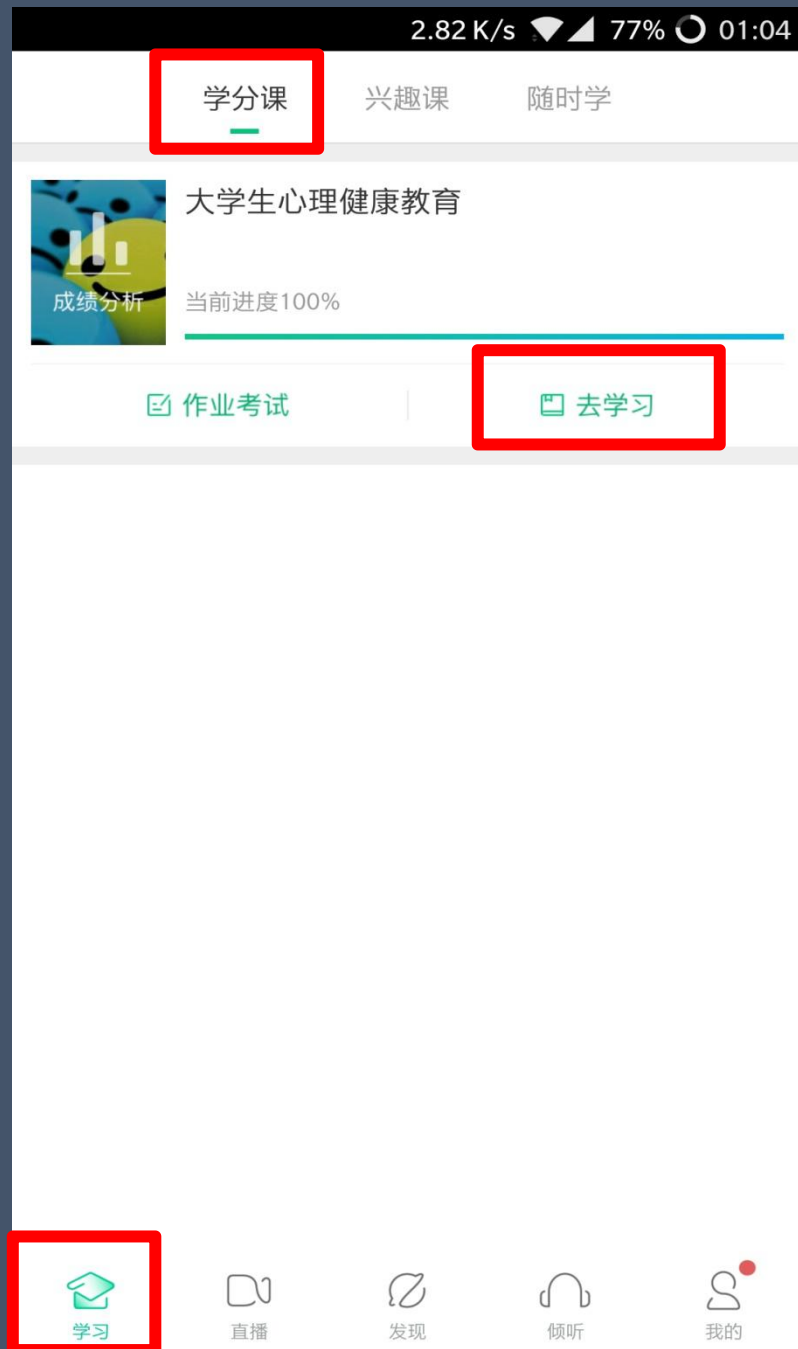 2.82 K/s 77% 01:04
学分课 兴趣课 随时学
大学生心理健康教育
成绩分析 当前进度100%
作业考试 去学习
学习 直播 发现 倾听 我的